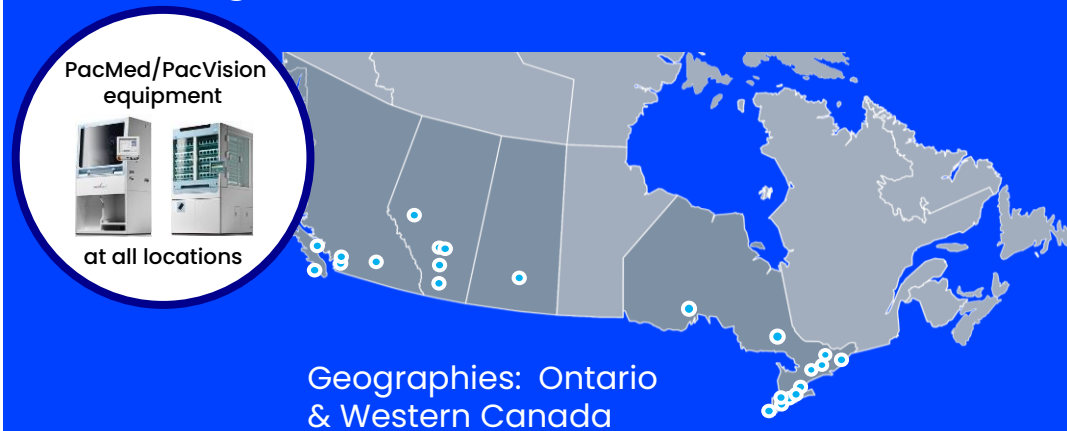 PacMed/PacVision
equipment
at all locations
Geographies: Ontario
& Western Canada